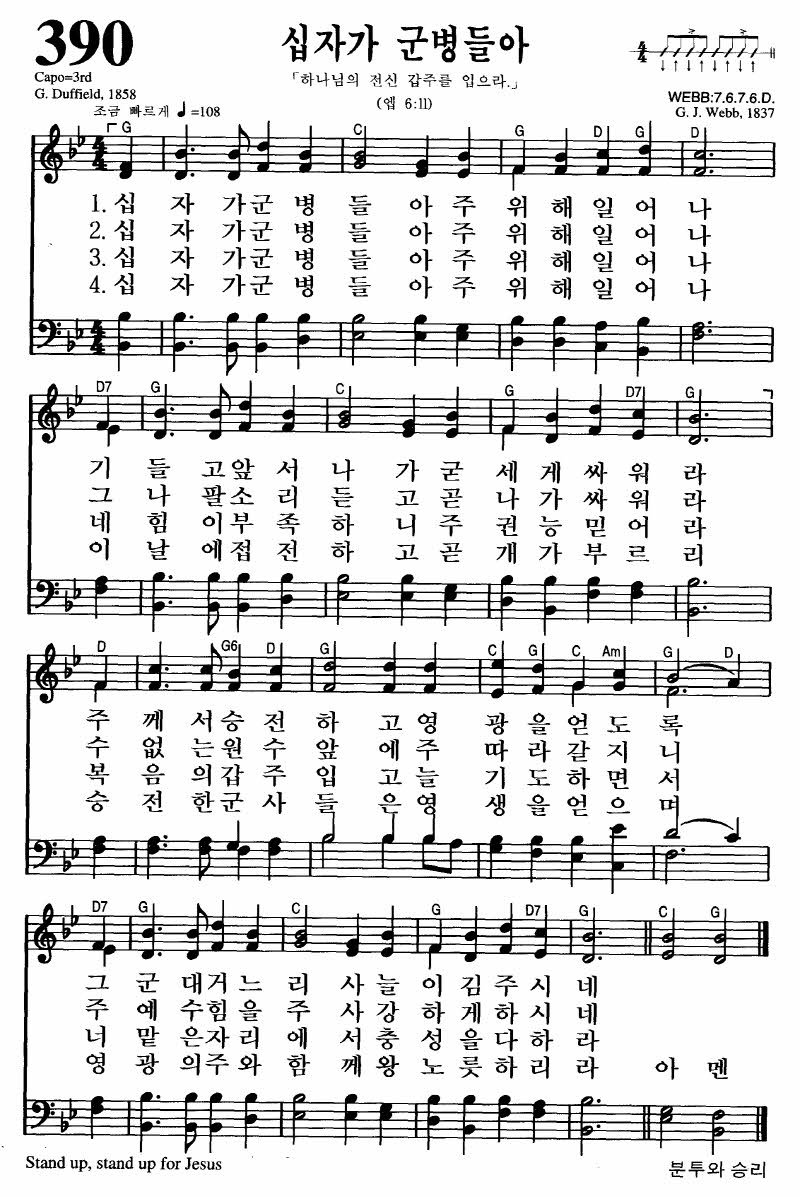 390
십자가 군병들아
「하나님의 전신 갑주를 입으라.」
(엡 6:11)
Capo=3rd
G. Duffield, 1858
조금 빠르게 ♩=108
WEBB:7.6.7.6.D.
G. J. Webb, 1837
4/4
G C G D G D
1. 십 자 가군 병 들 아 주 위 해 일 어 나
2. 십 자 가군 병 들 아 주 위 해 일 어 나
3. 십 자 가군 병 들 아 주 위 해 일 어 나
4. 십 자 가군 병 들 아 주 위 해 일 어 나
D7 G C G D7 G
기 들 고앞 서 나 가 굳 세 게 싸 워 라
그 나 팔소 리 듣 고 곧 나 가 싸 워 라
네 힘 이부 족 하 니 주 권 능 믿 어 라
이 날 에접 전 하 고 곧 개 가 부 르 리
D G6 D G C G C Am G D
주 께 서승 전 하 고영 광 을얻 도 록
수 없 는원 수 앞 에주 따 라갈 지 니
복 음 의갑 주 입 고늘 기 도하 면 서
승 전 한군 사 들 은영 생 을얻 으 며
D7 G C G D7 G C G
그 군 대거 느 리 사 늘 이 김 주 시 네
주 예 수힘 을 주 사 강 하 게 하 시 네
너 맡 은자 리 에 서 충 성 을 다 하 라
영 광 의주 와 함 께 왕 노 릇 하 리 라 아 멘
Stand up, stand up for Jesus
분투와 승리